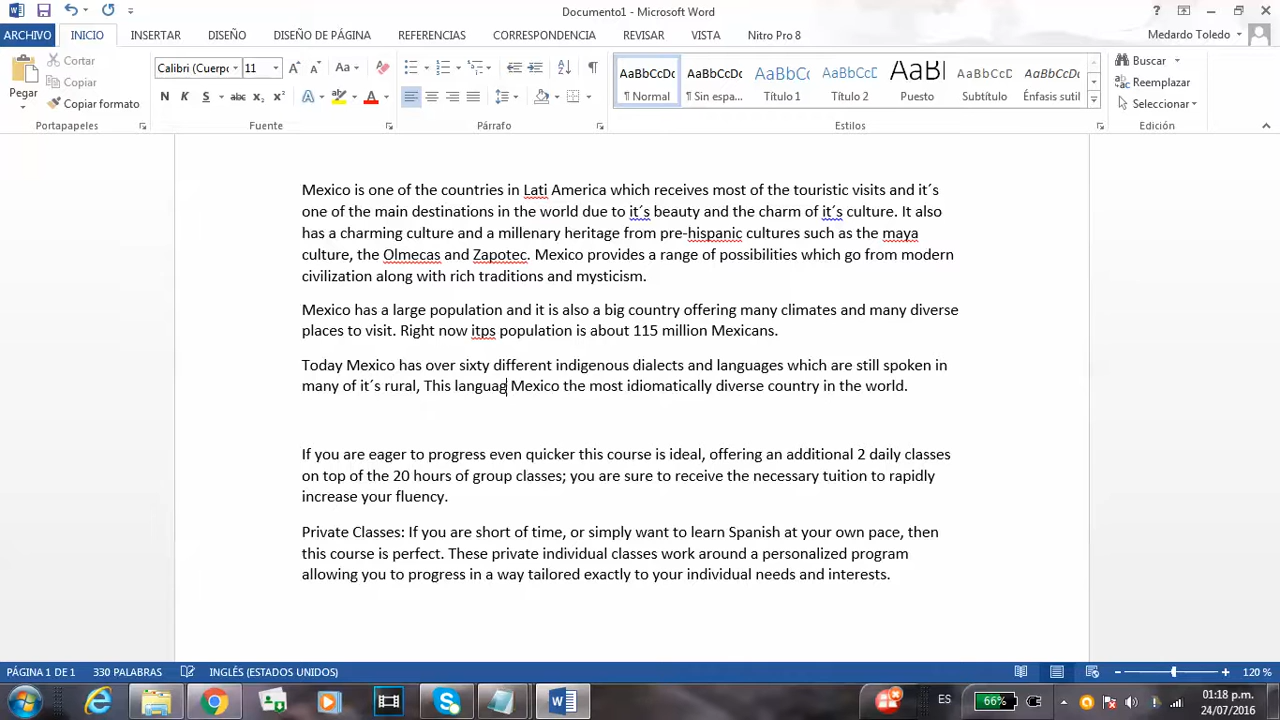 Documento1 - Microsoft Word
ARCHIVO INICIO INSERTAR DISEÑO DISEÑO DE PÁGINA REFERENCIAS CORRESPONDENCIA REVISAR VISTA Nitro Pro 8 Medardo Toledo
Pegar
Cortar
Copiar
Copiar formato
Portapapeles
Calibri (Cuerpo 11
Aa
N K S abc x₂ x²
A A
Fuente
Párrafo
AaBbCcDc AaBbCcDc AaBbCcD AaBbCcD AaBl AaBbCcD AaBbCcDc
¶ Normal ¶ Sin espa... Título 1 Título 2 Puesto Subtítulo Énfasis sutil
Estilos
Buscar
Reemplazar
Seleccionar
Edición
Mexico is one of the countries in Lati America which receives most of the touristic visits and it´s
one of the main destinations in the world due to it´s beauty and the charm of it´s culture. It also
has a charming culture and a millenary heritage from pre-hispanic cultures such as the maya
culture, the Olmecas and Zapotec. Mexico provides a range of possibilities which go from modern
civilization along with rich traditions and mysticism.
Mexico has a large population and it is also a big country offering many climates and many diverse
places to visit. Right now itps population is about 115 million Mexicans.
Today Mexico has over sixty different indigenous dialects and languages which are still spoken in
many of it´s rural, This languag Mexico the most idiomatically diverse country in the world.
If you are eager to progress even quicker this course is ideal, offering an additional 2 daily classes
on top of the 20 hours of group classes; you are sure to receive the necessary tuition to rapidly
increase your fluency.
Private Classes: If you are short of time, or simply want to learn Spanish at your own pace, then
this course is perfect. These private individual classes work around a personalized program
allowing you to progress in a way tailored exactly to your individual needs and interests.
PÁGINA 1 DE 1 330 PALABRAS INGLÉS (ESTADOS UNIDOS) 120 %
ES 66% 01:18 p.m.
24/07/2016